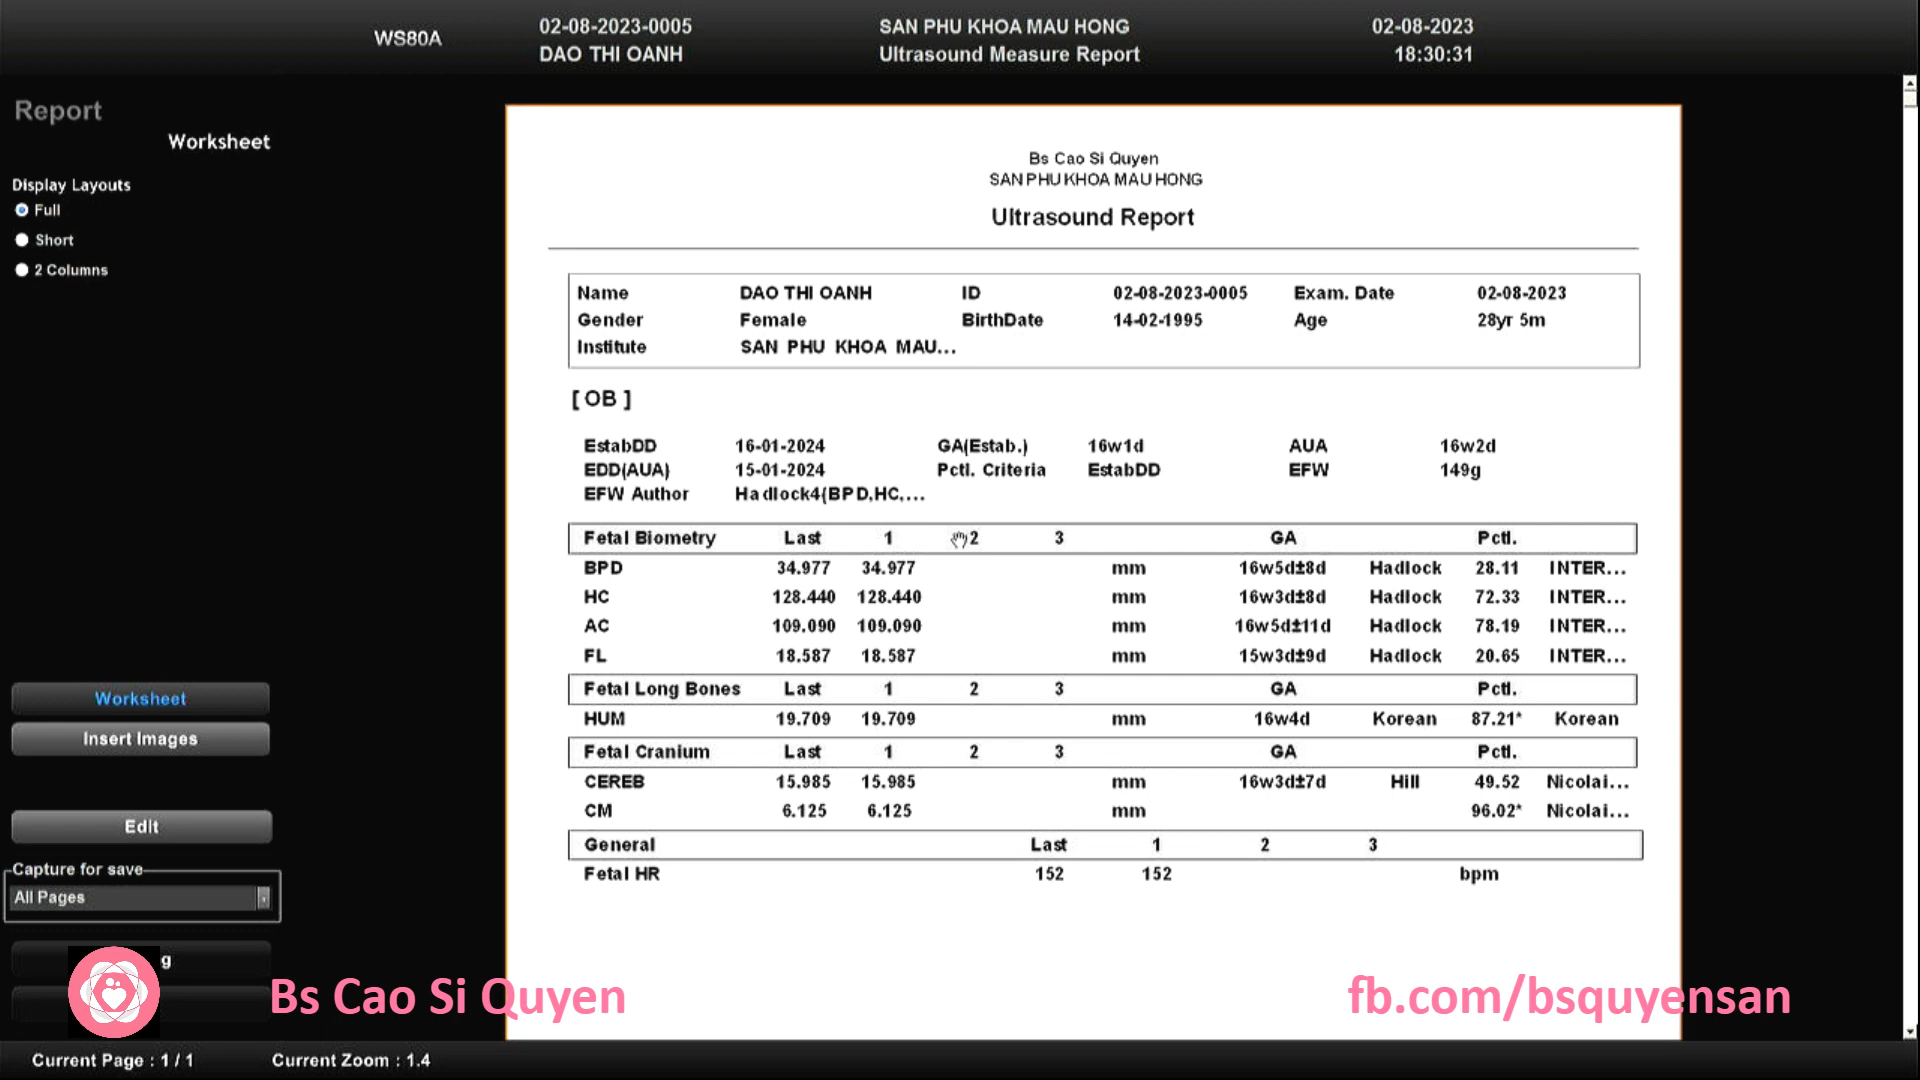 WS80A
02-08-2023-0005 SAN PHU KHOA MAU HONG 02-08-2023
DAO THI OANH Ultrasound Measure Report 18:30:31
Report
Worksheet
Display Layouts
Full
Short
2 Columns
Bs Cao Si Quyen
SAN PHU KHOA MAU HONG
Ultrasound Report
Name DAO THI OANH ID 02-08-2023-0005 Exam. Date 02-08-2023
Gender Female BirthDate 14-02-1995 Age 28yr 5m
Institute SAN PHU KHOA MAU...
[ OB ]
EstabDD 16-01-2024 GA(Estab.) 16w1d AUA 16w2d
EDD(AUA) 15-01-2024 Pctl. Criteria EstabDD EFW 149g
EFW Author Hadlock4(BPD,HC,...
Fetal Biometry Last 1 2 3 GA Pctl.
BPD 34.977 34.977 mm 16w5d±8d Hadlock 28.11 INTER...
HC 128.440 128.440 mm 16w3d±8d Hadlock 72.33 INTER...
AC 109.090 109.090 mm 16w5d±11d Hadlock 78.19 INTER...
FL 18.587 18.587 mm 15w3d±9d Hadlock 20.65 INTER...
Fetal Long Bones Last 1 2 3 GA Pctl.
HUM 19.709 19.709 mm 16w4d Korean 87.21* Korean
Fetal Cranium Last 1 2 3 GA Pctl.
CEREB 15.985 15.985 mm 16w3d±7d Hill 49.52 Nicolai...
CM 6.125 6.125 mm 96.02* Nicolai...
General Last 1 2 3
Fetal HR 152 152 bpm
Worksheet
Insert Images
Edit
Capture for save
All Pages
g
Bs Cao Si Quyen fb.com/bsquyensan
Current Page : 1 / 1 Current Zoom : 1.4